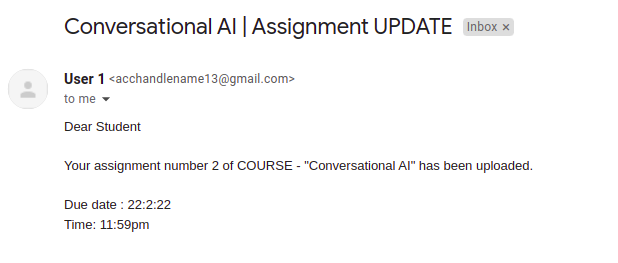 Conversational AI | Assignment UPDATE Inbox ×
User 1 <acchandlename13@gmail.com>
to me
Dear Student
Your assignment number 2 of COURSE - "Conversational AI" has been uploaded.
Due date : 22:2:22
Time: 11:59pm